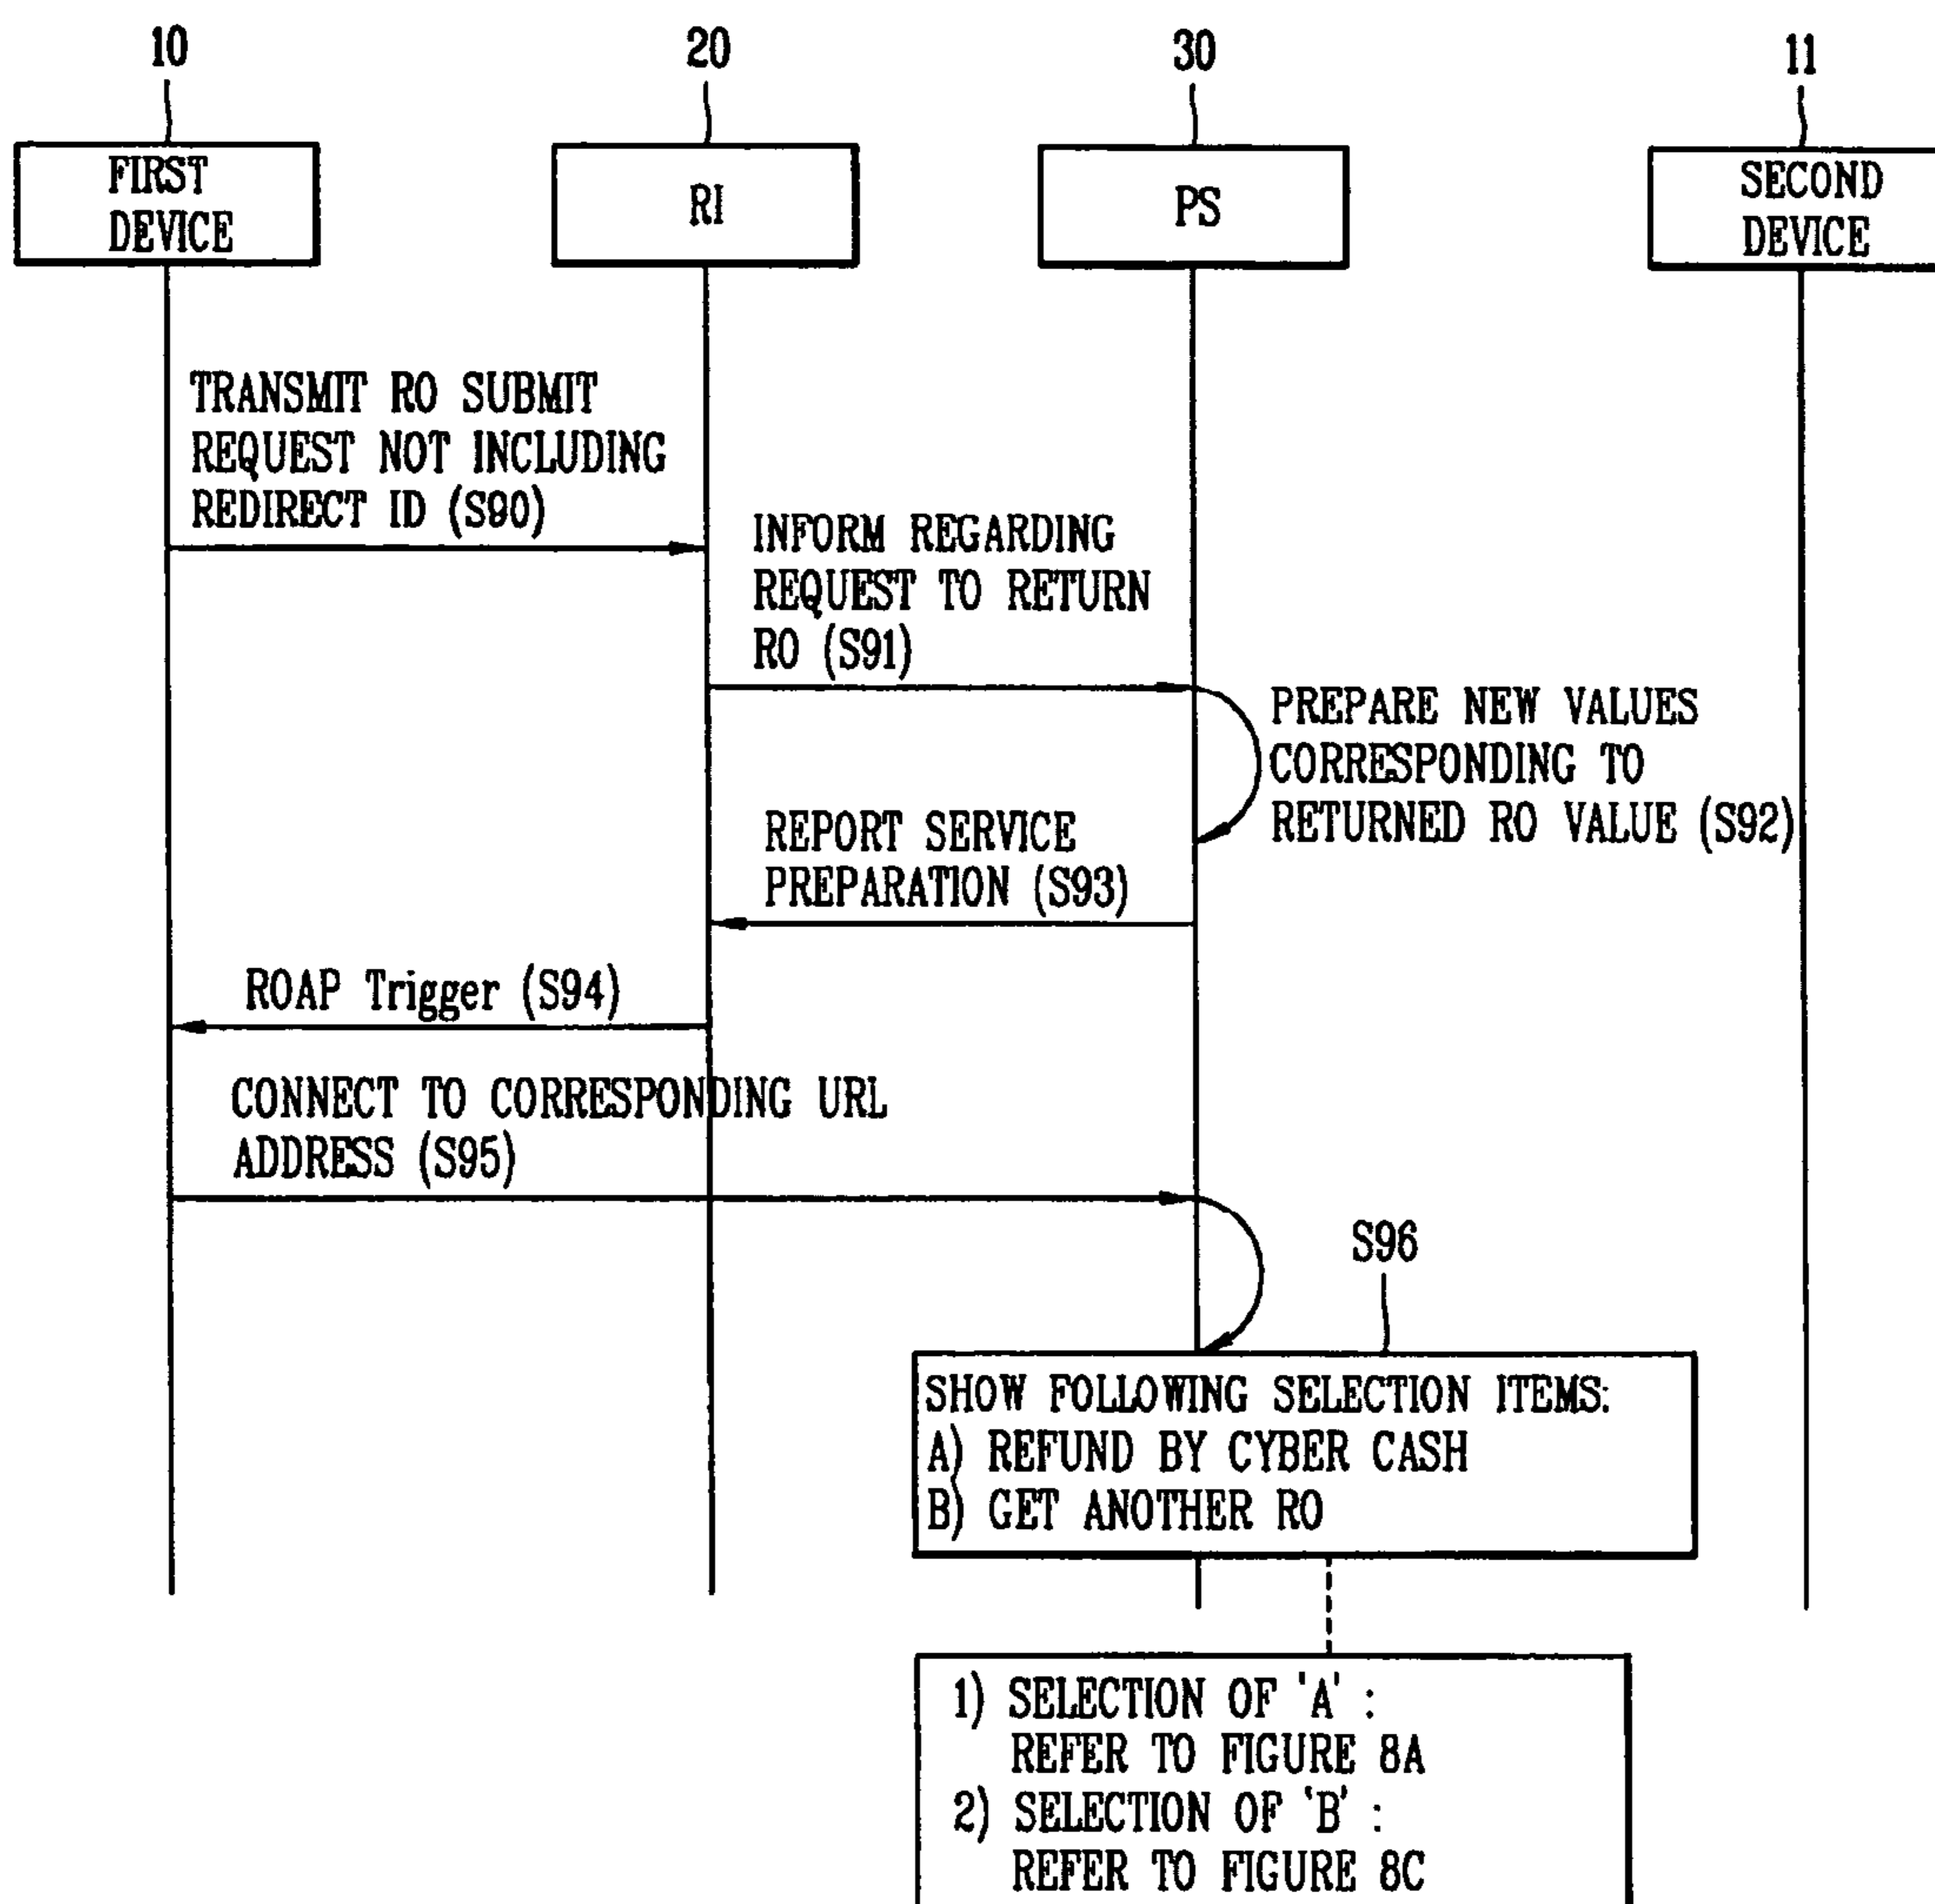 10
20
30
11
FIRST
DEVICE
RI
PS
SECOND
DEVICE
TRANSMIT RO SUBMIT
REQUEST NOT INCLUDING
REDIRECT ID (S90)
INFORM REGARDING
REQUEST TO RETURN
RO (S91)
PREPARE NEW VALUES
CORRESPONDING TO
RETURNED RO VALUE (S92)
REPORT SERVICE
PREPARATION (S93)
ROAP Trigger (S94)
CONNECT TO CORRESPONDING URL
ADDRESS (S95)
S96
SHOW FOLLOWING SELECTION ITEMS:
A) REFUND BY CYBER CASH
B) GET ANOTHER RO
1) SELECTION OF 'A' :
REFER TO FIGURE 8A
2) SELECTION OF 'B' :
REFER TO FIGURE 8C